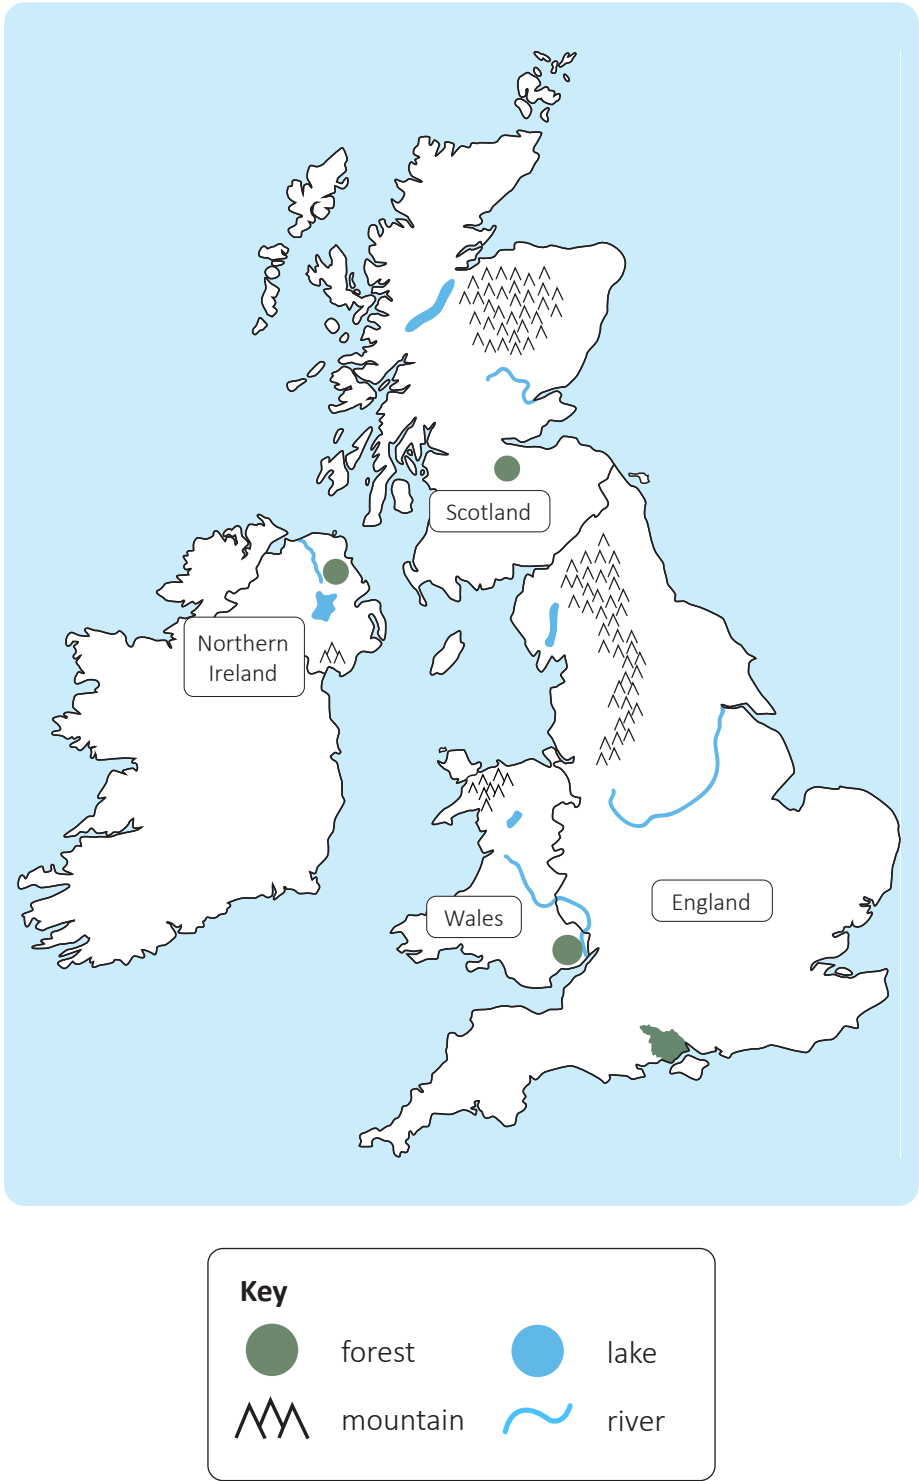 Scotland
Northern
Ireland
Wales
England
Key
forest
lake
mountain
river